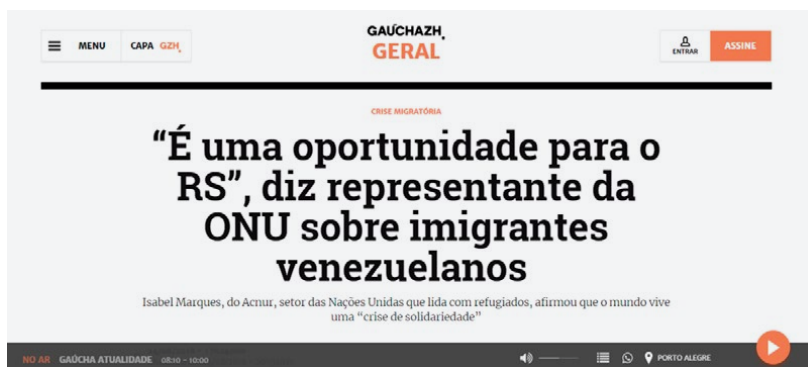 GAÚCHAZH
MENU CAPA GZH GERAL ENTRAR ASSINE
CRISE MIGRATÓRIA
“É uma oportunidade para o
RS”, diz representante da
ONU sobre imigrantes
venezuelanos
Isabel Marques, do Acnur, setor das Nações Unidas que lida com refugiados, afirmou que o mundo vive
uma “crise de solidariedade”
NO AR GAÚCHA ATUALIDADE 08:10 – 10:00 PORTO ALEGRE